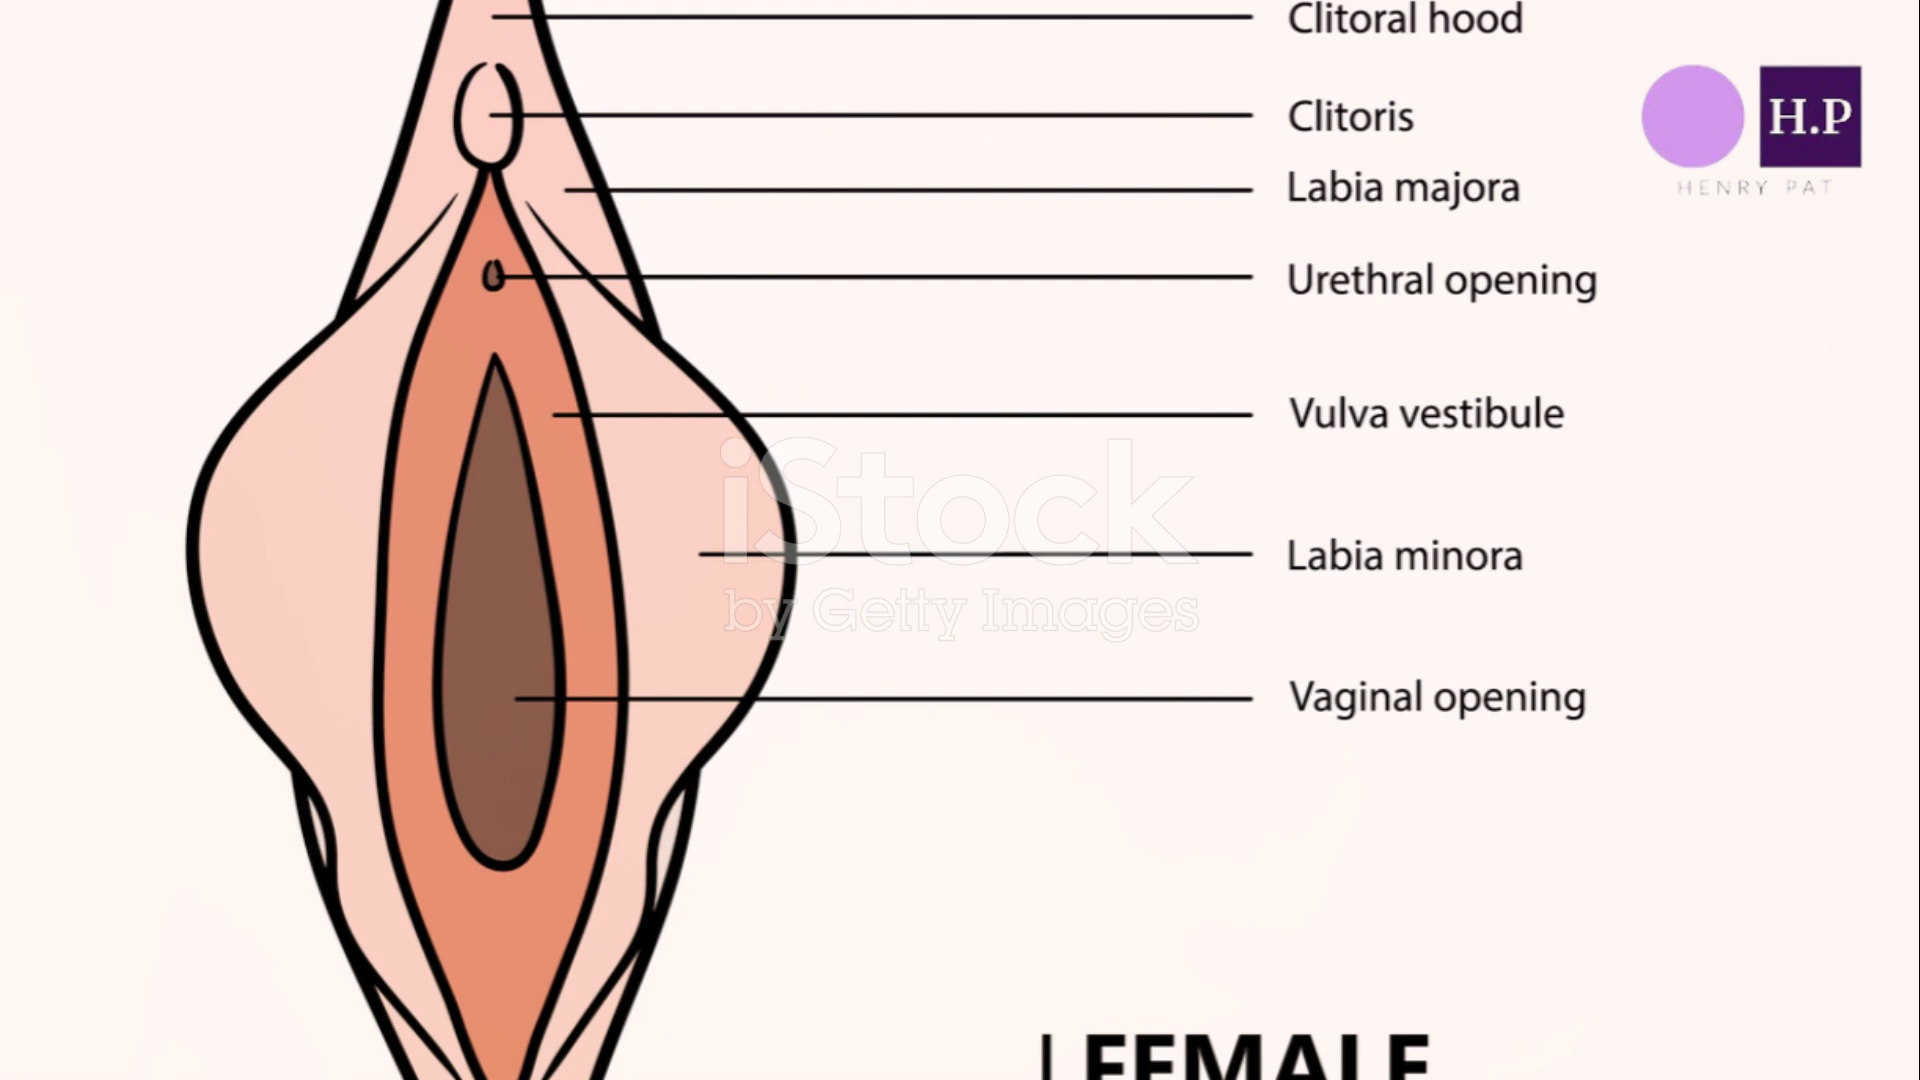 Clitoral hood
H.P
Clitoris
HENRY PAT
Labia majora
Urethral opening
Vulva vestibule
iStock
Labia minora
by Getty Images
Vaginal opening
| FEMALE